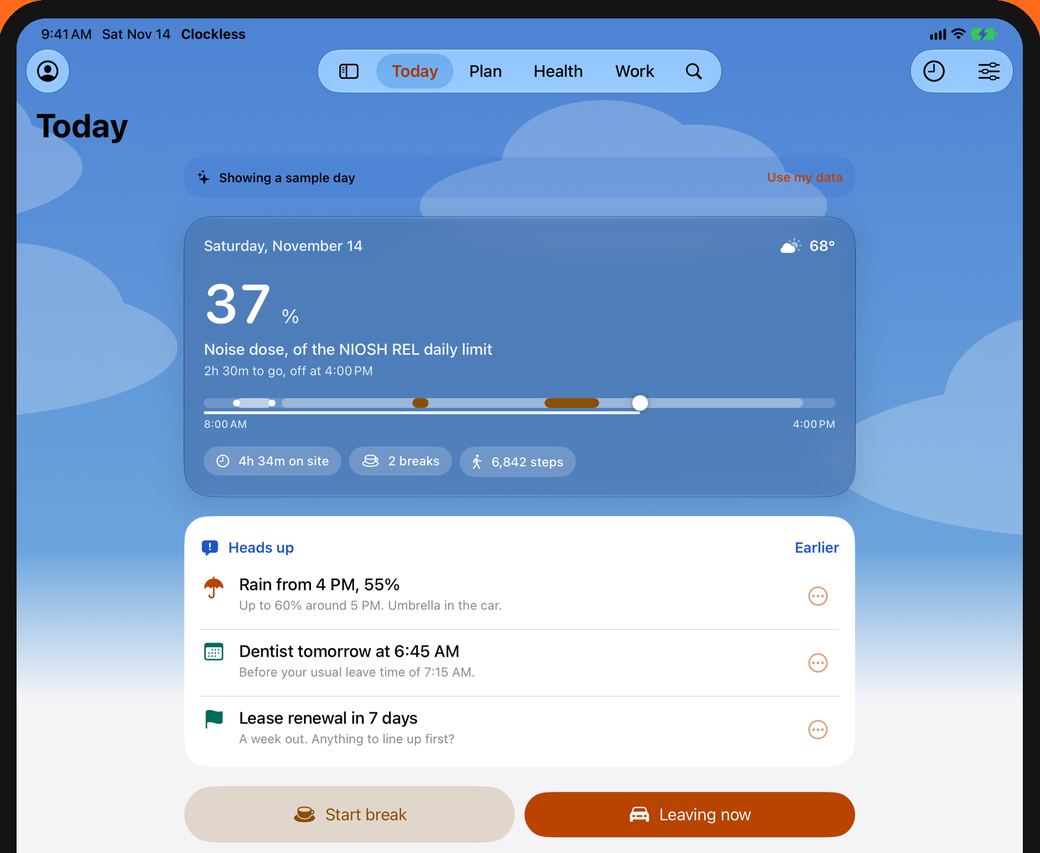 9:41 AM Sat Nov 14 Clockless
Today Plan Health Work
Today
Showing a sample day Use my data
Saturday, November 14 68°
37 %
Noise dose, of the NIOSH REL daily limit
2h 30m to go, off at 4:00 PM
8:00 AM 4:00 PM
4h 34m on site 2 breaks 6,842 steps
Heads up Earlier
Rain from 4 PM, 55%
Up to 60% around 5 PM. Umbrella in the car.
Dentist tomorrow at 6:45 AM
Before your usual leave time of 7:15 AM.
Lease renewal in 7 days
A week out. Anything to line up first?
Start break Leaving now